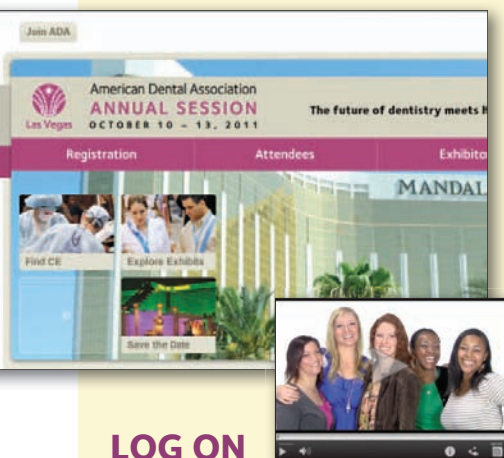 Join ADA
American Dental Association
ANNUAL SESSION
Las Vegas
OCTOBER 10 – 13, 2011
The future of dentistry meets
Registration Attendees Exhibito
MANDAL
Find CE Explore Exhibits
Save the Date
LOG ON